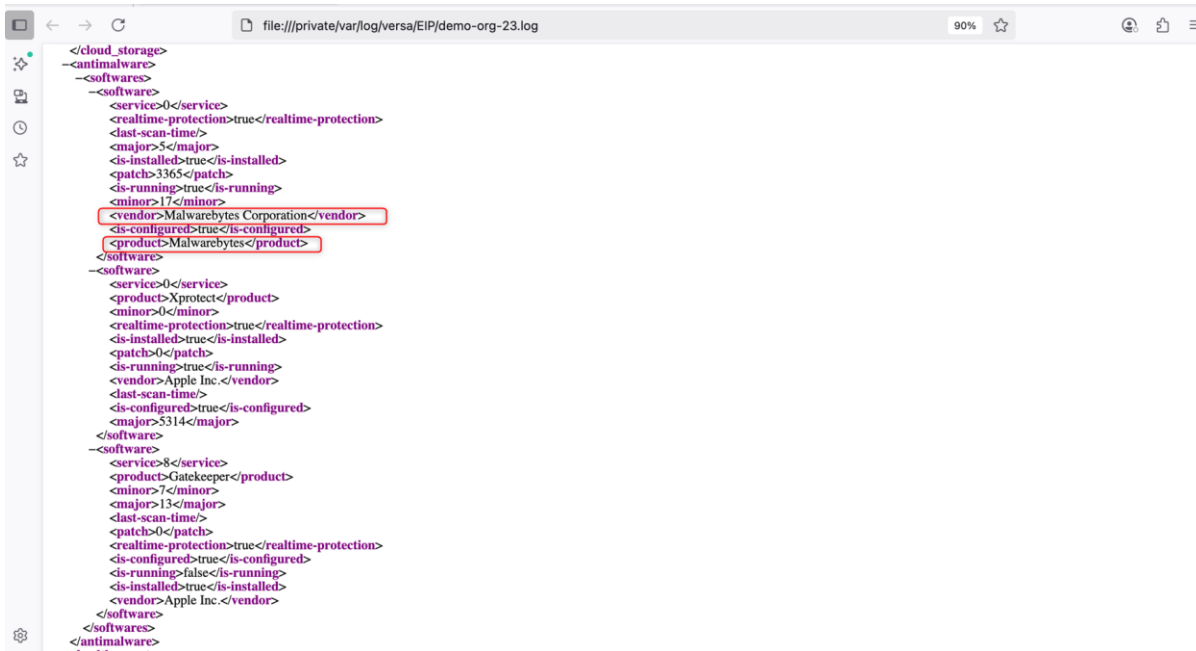 file:///private/var/log/versa/EIP/demo-org-23.log
90%
</cloud_storage>
−<antimalware>
−<softwares>
−<software>
<service>0</service>
<realtime-protection>true</realtime-protection>
<last-scan-time/>
<major>5</major>
<is-installed>true</is-installed>
<patch>3365</patch>
<is-running>true</is-running>
<minor>17</minor>
<vendor>Malwarebytes Corporation</vendor>
<is-configured>true</is-configured>
<product>Malwarebytes</product>
</software>
−<software>
<service>0</service>
<product>Xprotect</product>
<minor>0</minor>
<realtime-protection>true</realtime-protection>
<is-installed>true</is-installed>
<patch>0</patch>
<is-running>true</is-running>
<vendor>Apple Inc.</vendor>
<last-scan-time/>
<is-configured>true</is-configured>
<major>5314</major>
</software>
−<software>
<service>8</service>
<product>Gatekeeper</product>
<minor>7</minor>
<major>13</major>
<last-scan-time/>
<patch>0</patch>
<realtime-protection>true</realtime-protection>
<is-configured>true</is-configured>
<is-running>false</is-running>
<is-installed>true</is-installed>
<vendor>Apple Inc.</vendor>
</software>
</softwares>
</antimalware>